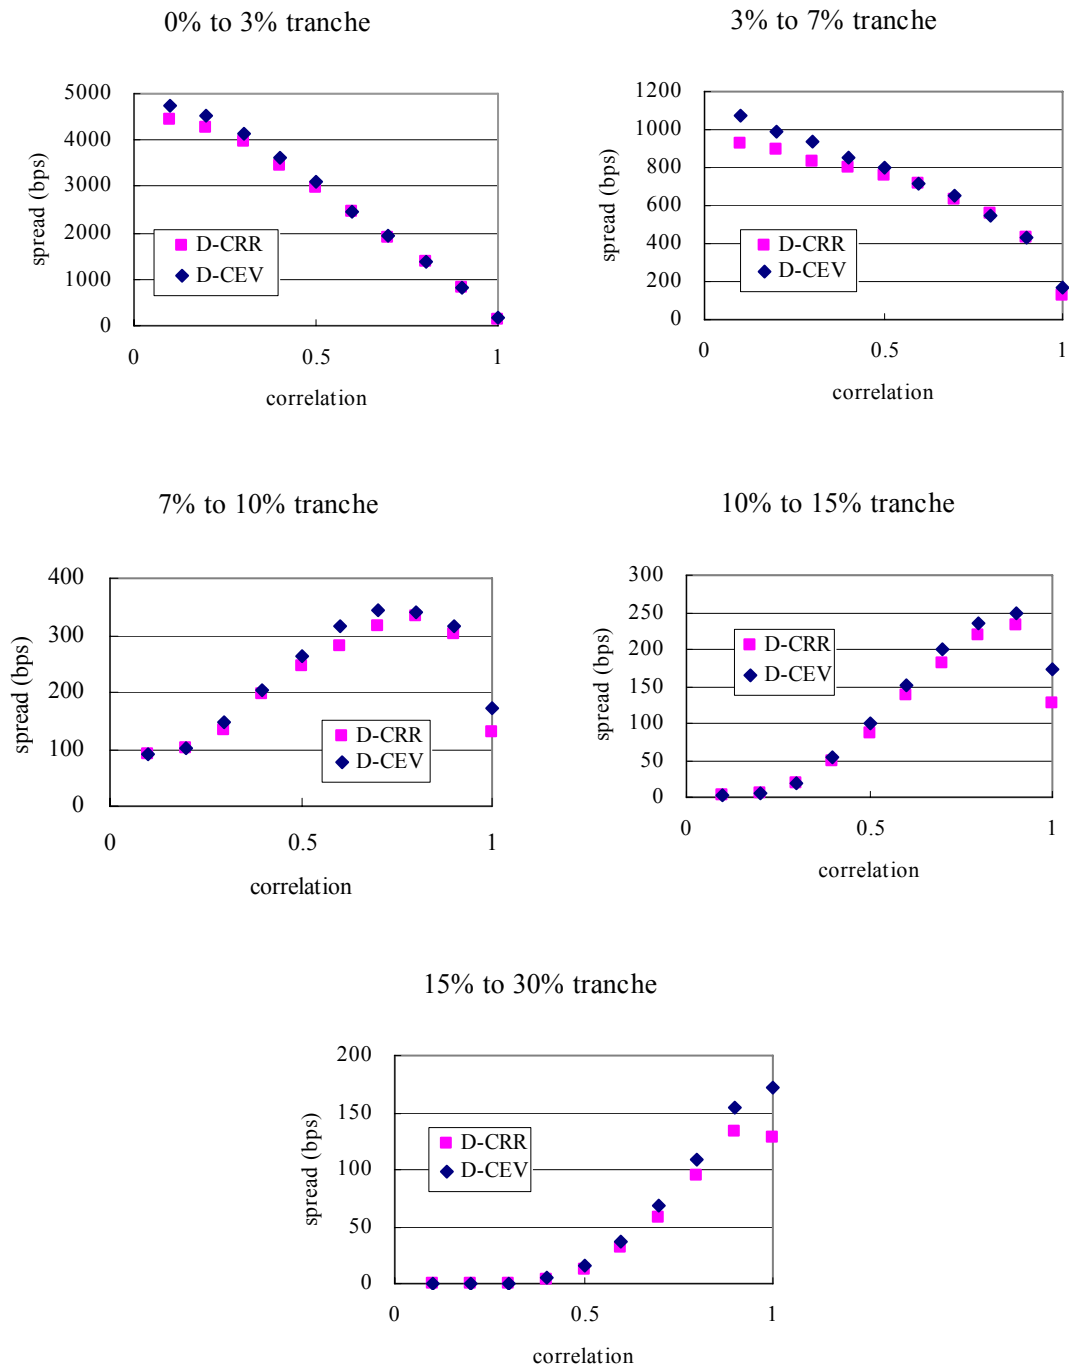 0% to 3% tranche
5000
4000
3000
2000
1000
0
spread (bps)
D-CRR
D-CEV
0
0.5
1
correlation
3% to 7% tranche
1200
1000
800
600
400
200
0
spread (bps)
D-CRR
D-CEV
0
0.5
1
correlation
7% to 10% tranche
400
300
200
100
0
spread (bps)
D-CRR
D-CEV
0
0.5
1
correlation
10% to 15% tranche
300
250
200
150
100
50
0
spread (bps)
D-CRR
D-CEV
0
0.5
1
correlation
15% to 30% tranche
200
150
100
50
0
spread (bps)
D-CRR
D-CEV
0
0.5
1
correlation